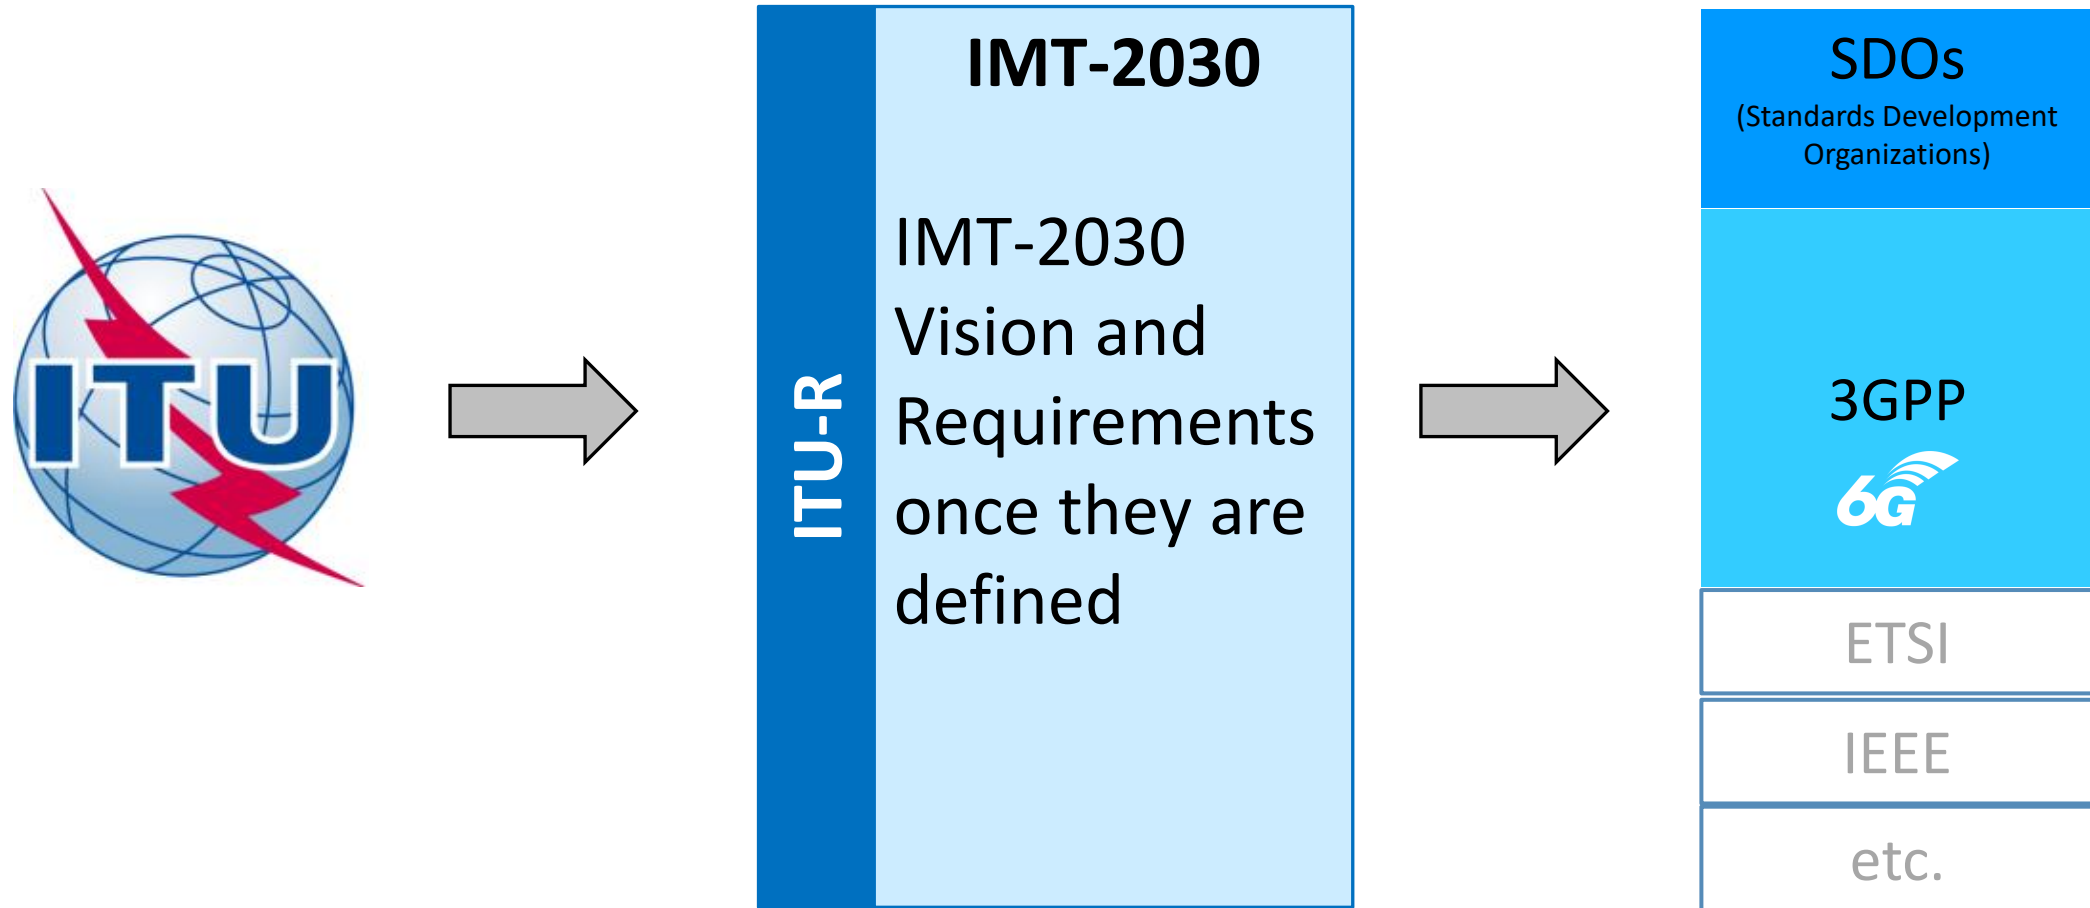 ITU
ITU-R
IMT-2030
IMT-2030
Vision and
Requirements
once they are
defined
SDOs
(Standards Development
Organizations)
3GPP
6G
ETSI
IEEE
etc.